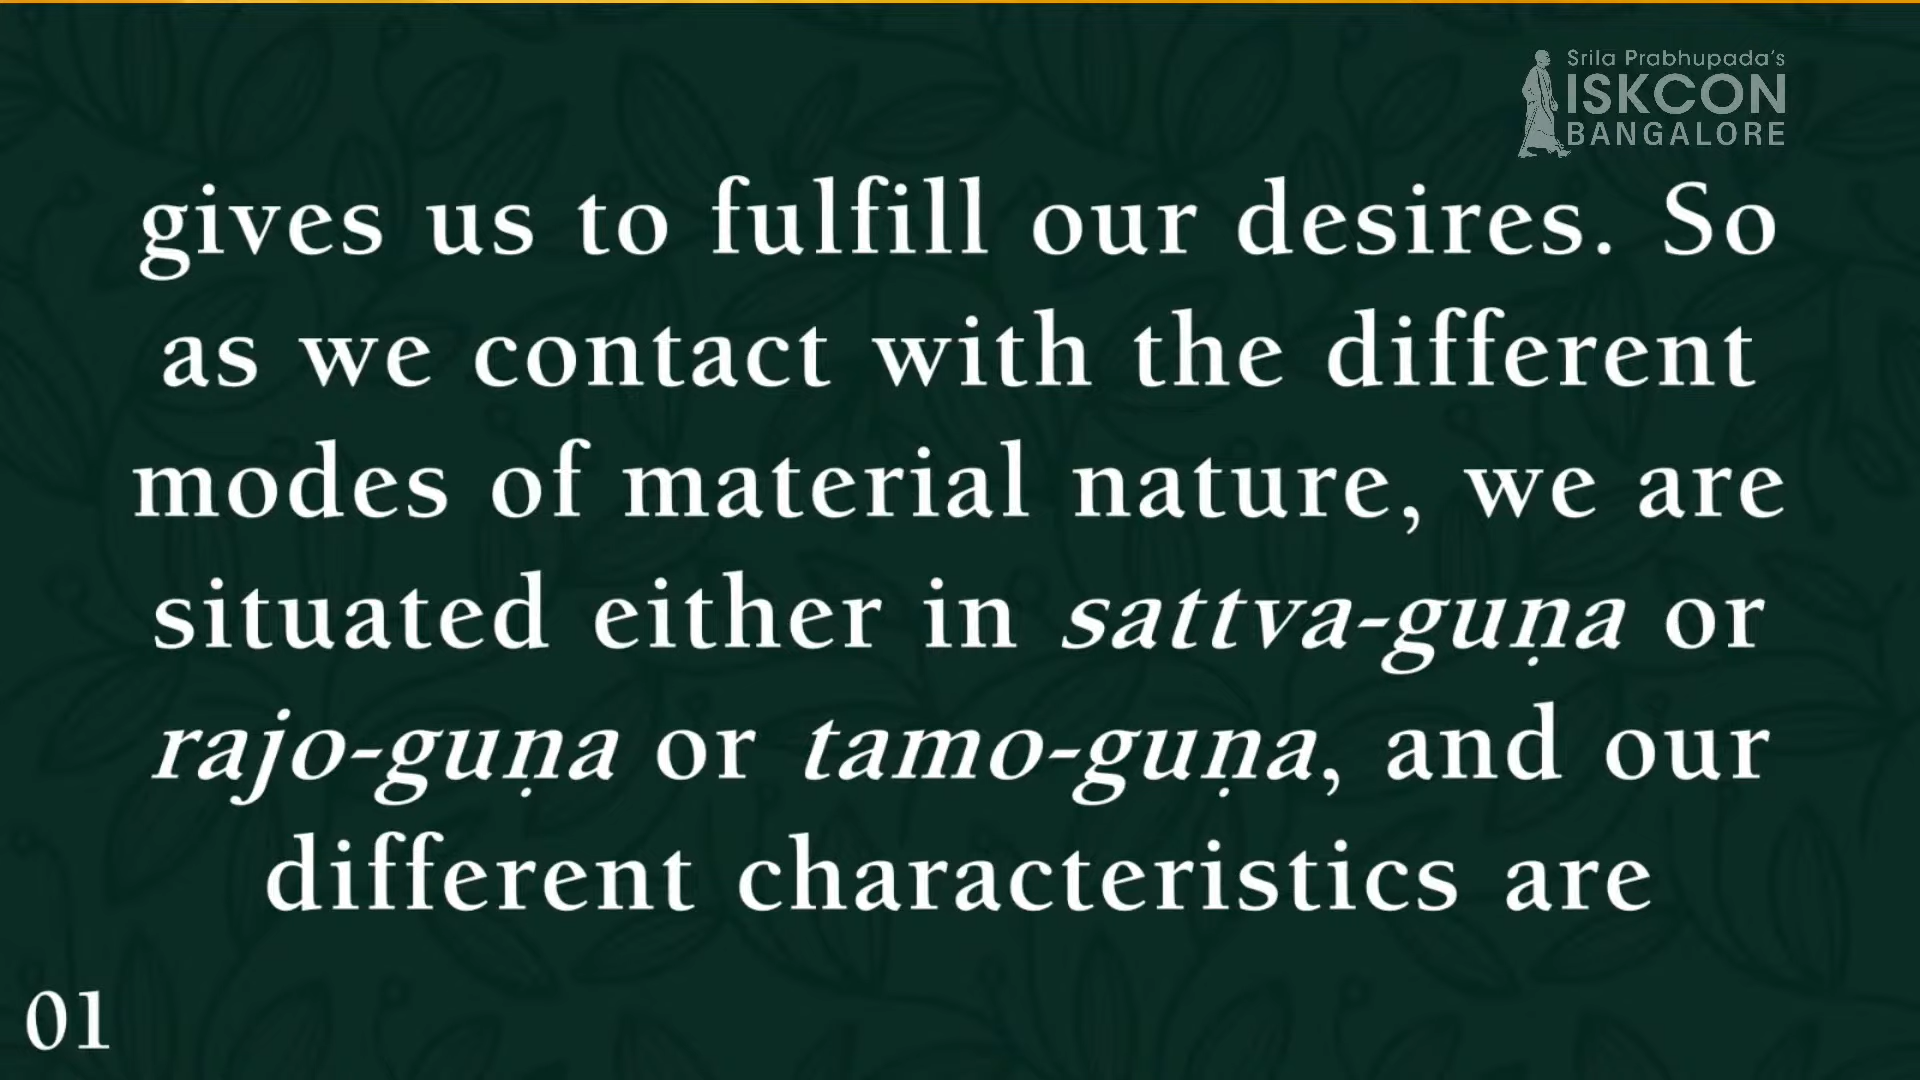 Srila Prabhupada's
ISKCON
BANGALORE
gives us to fulfill our desires. So
as we contact with the different
modes of material nature, we are
situated either in sattva-guṇa or
rajo-guṇa or tamo-guṇa, and our
different characteristics are
01